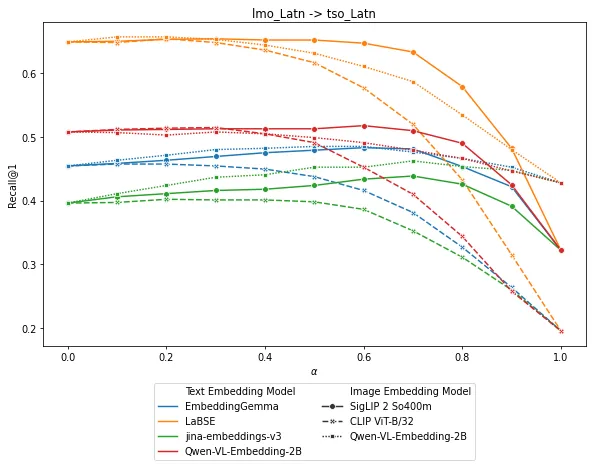 lmo_Latn -> tso_Latn
Recall@1
0.6
0.5
0.4
0.3
0.2
0.0 0.2 0.4 0.6 0.8 1.0
α
Text Embedding Model Image Embedding Model
EmbeddingGemma SigLIP 2 So400m
LaBSE CLIP ViT-B/32
jina-embeddings-v3 Qwen-VL-Embedding-2B
Qwen-VL-Embedding-2B